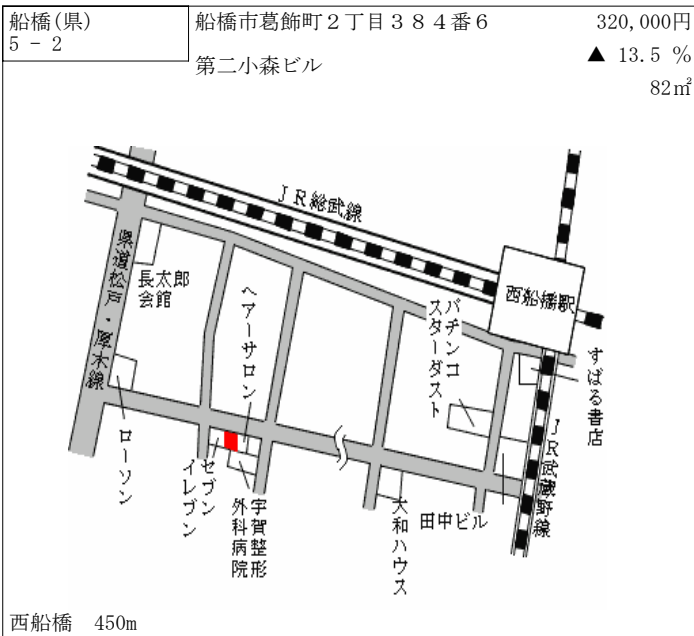 船橋(県)
5 - 2
船橋市葛飾町2丁目384番6
第二小森ビル
320,000円
▲ 13.5 %
82㎡
JR総武線
県道松戸・厚木線
長太郎
会館
ヘアーサロン
パチンコ
スターダスト
西船橋駅
すばる書店
ローソン
セブン
イレブン
宇賀整形
外科病院
大和ハウス
田中ビル
JR武蔵野線
西船橋 450m